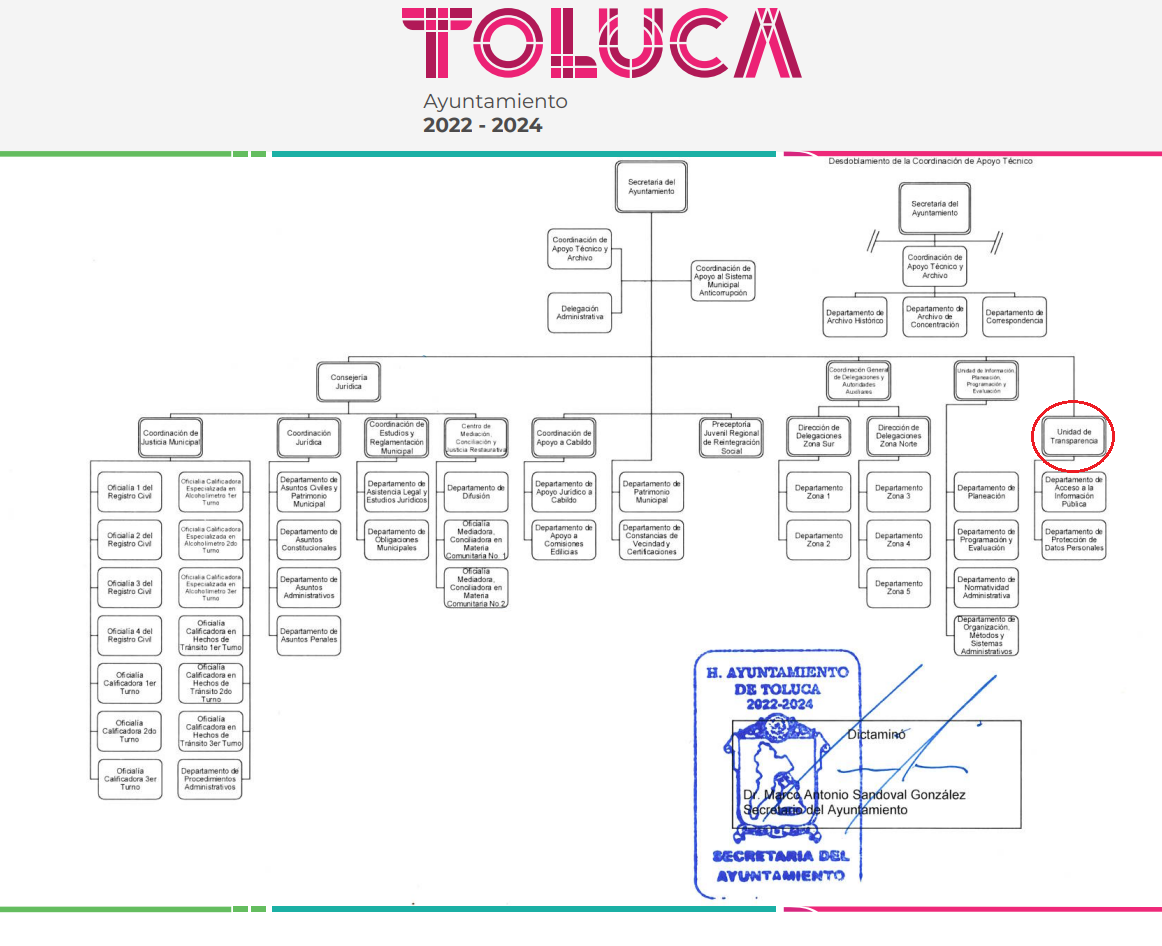 TOLUCA
Ayuntamiento
2022 - 2024
Desdoblamiento de la Coordinación de Apoyo Técnico
Secretaría del
Ayuntamiento
Coordinación de
Apoyo Técnico y
Archivo
Delegación
Administrativa
Coordinación de
Apoyo al Sistema
Municipal
Anticorrupción
Secretaría del
Ayuntamiento
Coordinación de
Apoyo Técnico y
Archivo
Departamento de
Archivo Histórico
Departamento de
Archivo de
Concentración
Departamento de
Correspondencia
Consejería
Jurídica
Coordinación General
de Delegaciones y
Autoridades
Auxiliares
Unidad de Información,
Planeación,
Programación y
Evaluación
Coordinación de
Justicia Municipal
Coordinación
Jurídica
Coordinación de
Estudios y
Reglamentación
Municipal
Centro de
Mediación,
Conciliación y
Justicia Restaurativa
Coordinación de
Apoyo a Cabildo
Preceptoría
Juvenil Regional
de Reintegración
Social
Dirección de
Delegaciones
Zona Sur
Dirección de
Delegaciones
Zona Norte
Unidad de
Transparencia
Oficialía 1 del
Registro Civil
Oficialía 2 del
Registro Civil
Oficialía 3 del
Registro Civil
Oficialía 4 del
Registro Civil
Oficialía
Calificadora 1er
Turno
Oficialía
Calificadora 2do
Turno
Oficialía
Calificadora 3er
Turno
Oficialía Calificadora
Especializada en
Alcoholímetro 1er
Turno
Oficialía Calificadora
Especializada en
Alcoholímetro 2do
Turno
Oficialía Calificadora
Especializada en
Alcoholímetro 3er
Turno
Oficialía
Calificadora en
Hechos de
Tránsito 1er Turno
Oficialía
Calificadora en
Hechos de
Tránsito 2do
Turno
Oficialía
Calificadora en
Hechos de
Tránsito 3er Turno
Departamento de
Procedimientos
Administrativos
Departamento de
Asuntos Civiles y
Patrimonio
Municipal
Departamento de
Asuntos
Constitucionales
Departamento de
Asuntos
Administrativos
Departamento de
Asuntos Penales
Departamento de
Asistencia Legal y
Estudios Jurídicos
Departamento de
Obligaciones
Municipales
Departamento de
Difusión
Oficialía
Mediadora,
Conciliadora en
Materia
Comunitaria No. 1
Oficialía
Mediadora,
Conciliadora en
Materia
Comunitaria No.2
Departamento de
Apoyo Jurídico a
Cabildo
Departamento de
Apoyo a
Comisiones
Edilicias
Departamento de
Patrimonio
Municipal
Departamento de
Constancias de
Vecindad y
Certificaciones
Departamento
Zona 1
Departamento
Zona 2
Departamento
Zona 3
Departamento
Zona 4
Departamento
Zona 5
Departamento de
Planeación
Departamento de
Programación y
Evaluación
Departamento de
Normatividad
Administrativa
Departamento de
Organización,
Métodos y
Sistemas
Administrativos
Departamento de
Acceso a la
Información
Pública
Departamento de
Protección de
Datos Personales
H. AYUNTAMIENTO
DE TOLUCA
2022-2024
Dictaminó
Dr. Marco Antonio Sandoval González
Secretario del Ayuntamiento
SECRETARIA DEL
AYUNTAMIENTO